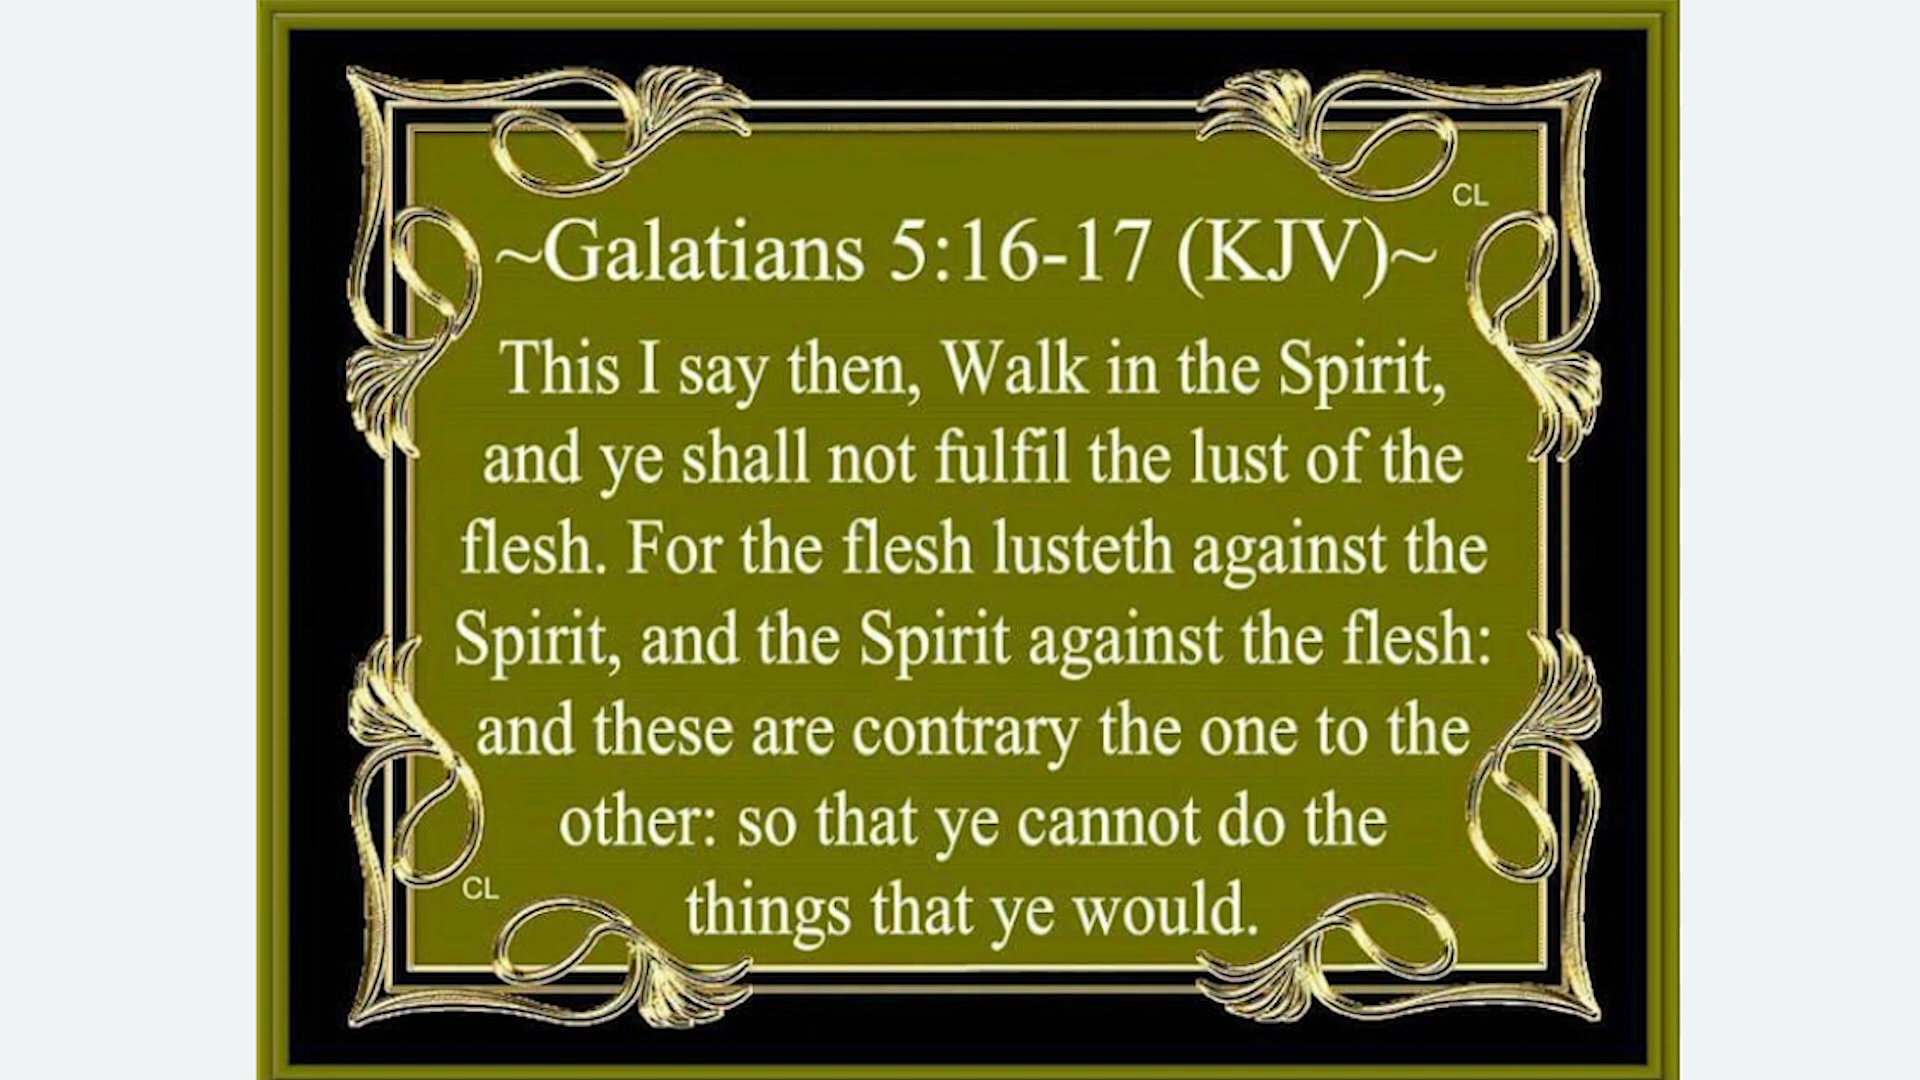 CL
~Galatians 5:16-17 (KJV)~
This I say then, Walk in the Spirit,
and ye shall not fulfil the lust of the
flesh. For the flesh lusteth against the
Spirit, and the Spirit against the flesh:
and these are contrary the one to the
other: so that ye cannot do the
things that ye would.
CL